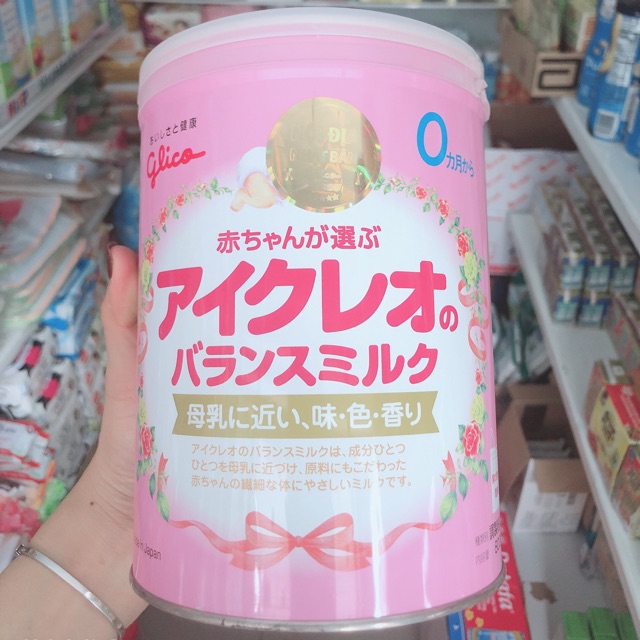 おいしさと健康
glico
0カ月から
赤ちゃんが選ぶ
アイクレオの
バランスミルク
母乳に近い、味・色・香り
アイクレオのバランスミルクは、成分ひとつ
ひとつを母乳に近づけ、原料にもこだわった
赤ちゃんの繊細な体にやさしいミルクです。
in Japan